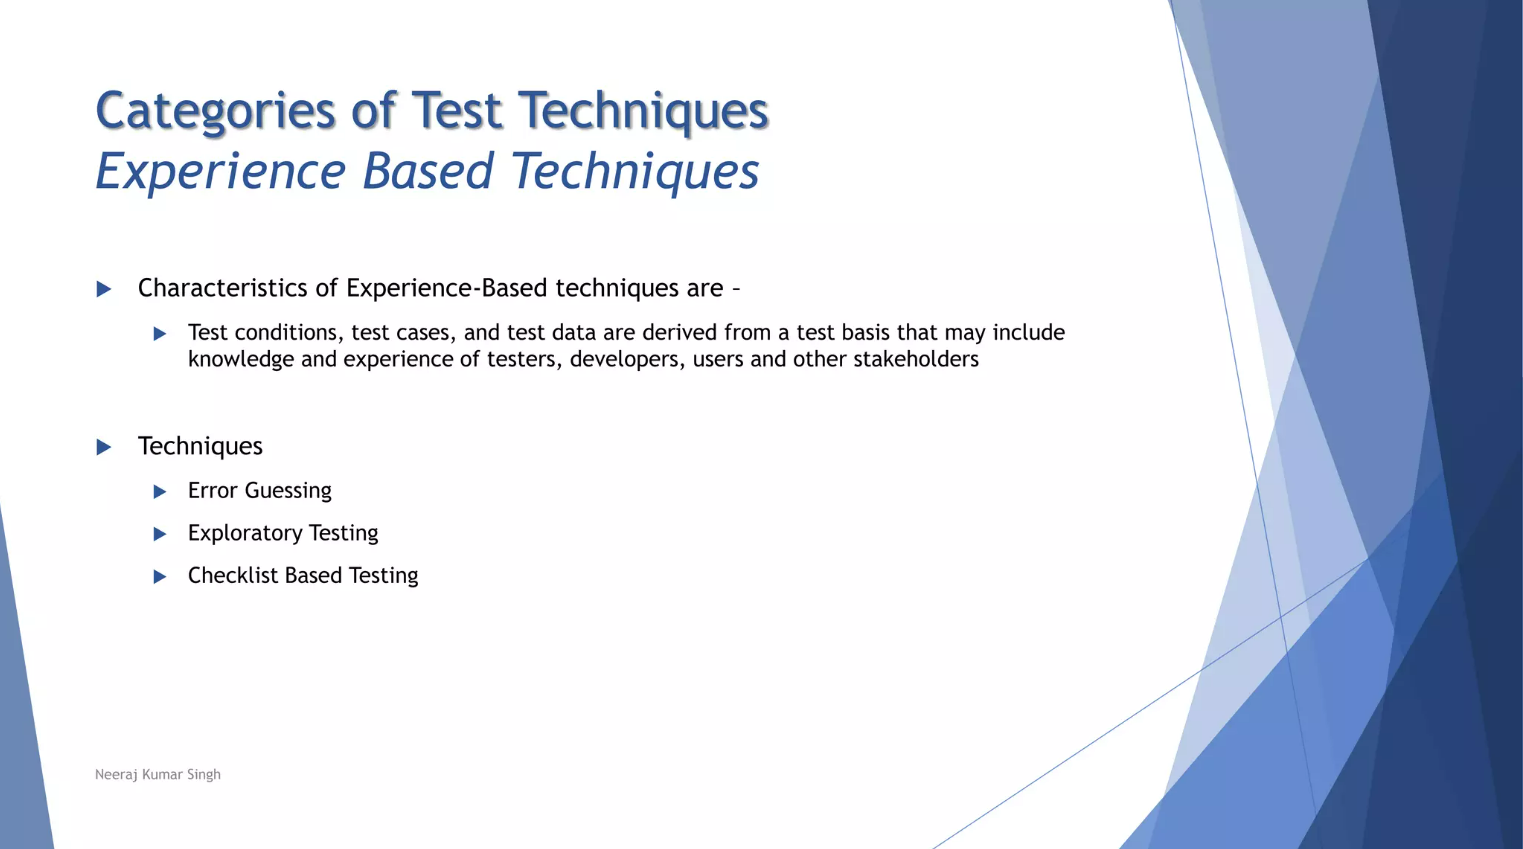 Categories of Test Techniques
Experience Based Techniques
Characteristics of Experience-Based techniques are –
Test conditions, test cases, and test data are derived from a test basis that may include
knowledge and experience of testers, developers, users and other stakeholders
Techniques
Error Guessing
Exploratory Testing
Checklist Based Testing
Neeraj Kumar Singh